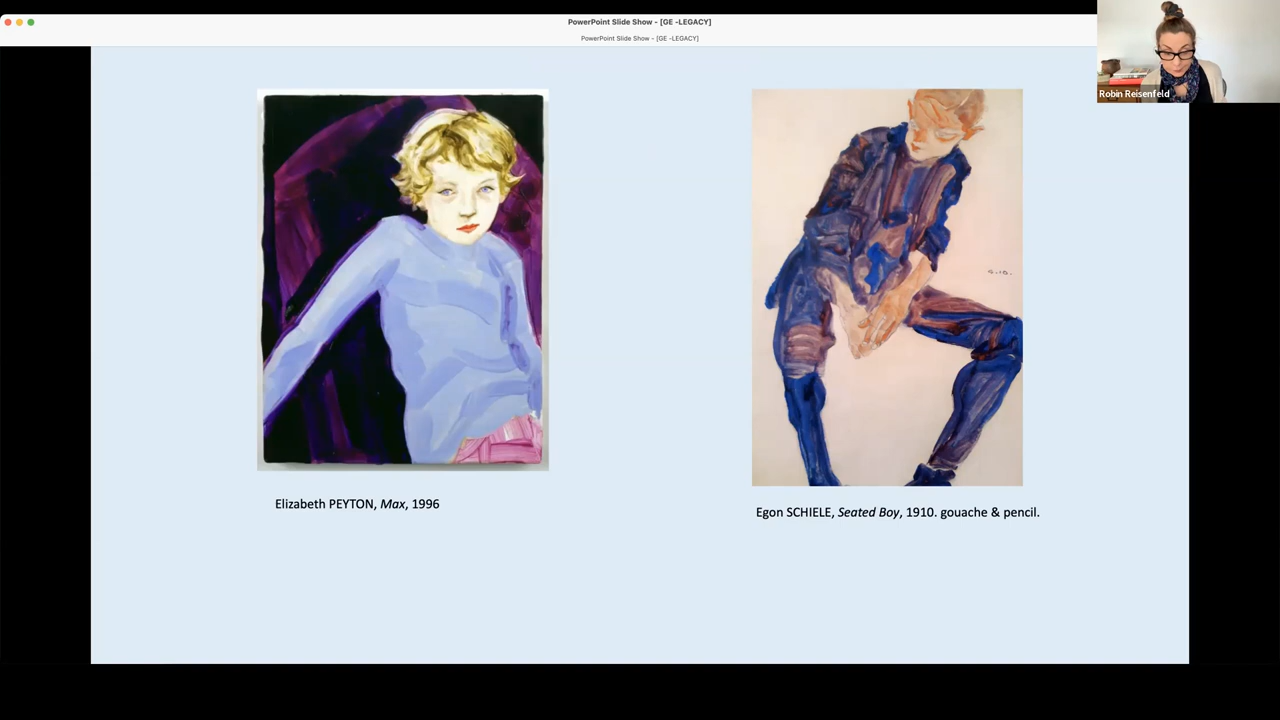 PowerPoint Slide Show - [GE -LEGACY]
PowerPoint Slide Show - [GE -LEGACY]
Robin Reisenfeld
Elizabeth PEYTON, Max, 1996
Egon SCHIELE, Seated Boy, 1910. gouache & pencil.